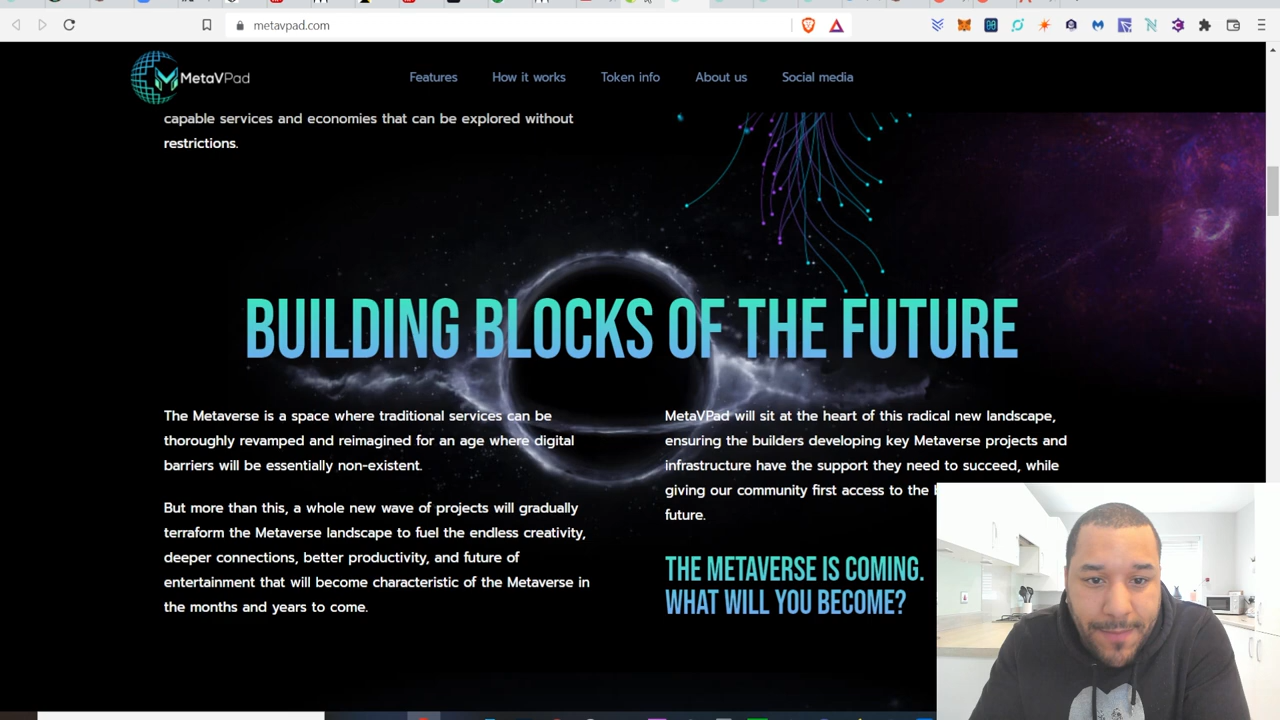 metavpad.com
MetaVPad
Features
How it works
Token info
About us
Social media
capable services and economies that can be explored without
restrictions.
BUILDING BLOCKS OF THE FUTURE
The Metaverse is a space where traditional services can be
thoroughly revamped and reimagined for an age where digital
barriers will be essentially non-existent.
But more than this, a whole new wave of projects will gradually
terraform the Metaverse landscape to fuel the endless creativity,
deeper connections, better productivity, and future of
entertainment that will become characteristic of the Metaverse in
the months and years to come.
MetaVPad will sit at the heart of this radical new landscape,
ensuring the builders developing key Metaverse projects and
infrastructure have the support they need to succeed, while
giving our community first access to the
future.
THE METAVERSE IS COMING.
WHAT WILL YOU BECOME?